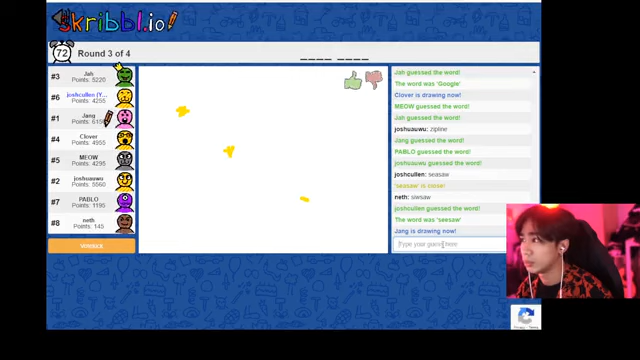 skribbl.io!
72
Round 3 of 4
____ ____
#3 Jah
Points: 5220
#6 joshcullen (You)
Points: 4255
#1 Jang
#4 Clover
Points: 4955
#5 MEOW
Points: 4295
#2 joshuauwu
Points: 5560
#7 PABLO
Points: 1195
#8 neth
Points: 145
Votekick
Jah guessed the word!
The word was 'Google'
Clover is drawing now!
MEOW guessed the word!
Jah guessed the word!
joshuauwu: zipline
Jang guessed the word!
PABLO guessed the word!
joshuauwu guessed the word!
joshcullen: seasaw
'seasaw' is close!
neth: siwsaw
joshcullen guessed the word!
The word was 'seesaw'
Jang is drawing now!
Type your guess here